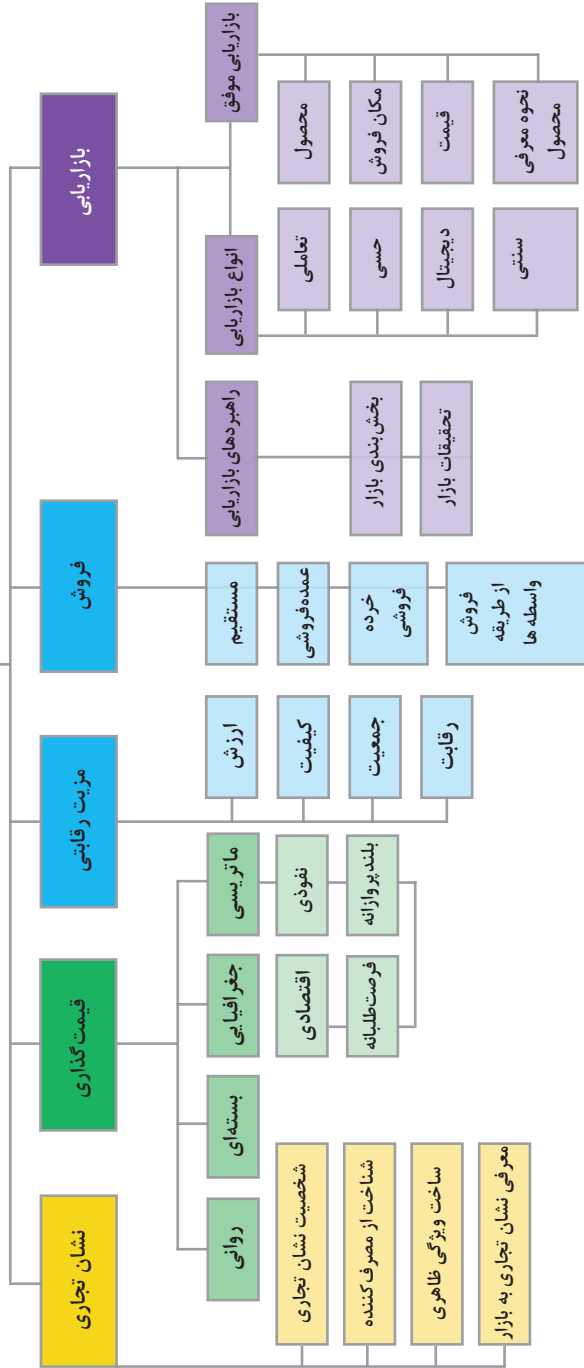 بازاریابی
بازاریابی موفق
محصول
مکان فروش
قیمت
نحوه معرفی
محصول
انواع بازاریابی
تعاملی
حسی
دیجیتال
سنتی
راهبردهای بازاریابی
بخش‌بندی بازار
تحقیقات بازار
فروش
مستقیم
عمده‌فروشی
خرده
فروشی
فروش
از طریقه
واسطه ها
مزیت رقابتی
ارزش
کیفیت
جمعیت
رقابت
قیمت‌گذاری
ماتریسی
نفوذی
بلندپروازانه
فرصت‌طلبانه
اقتصادی
جغرافیایی
بسته‌ای
روانی
نشان تجاری
شخصیت نشان تجاری
شناخت از مصرف‌کننده
ساخت ویژگی ظاهری
معرفی نشان تجاری به بازار